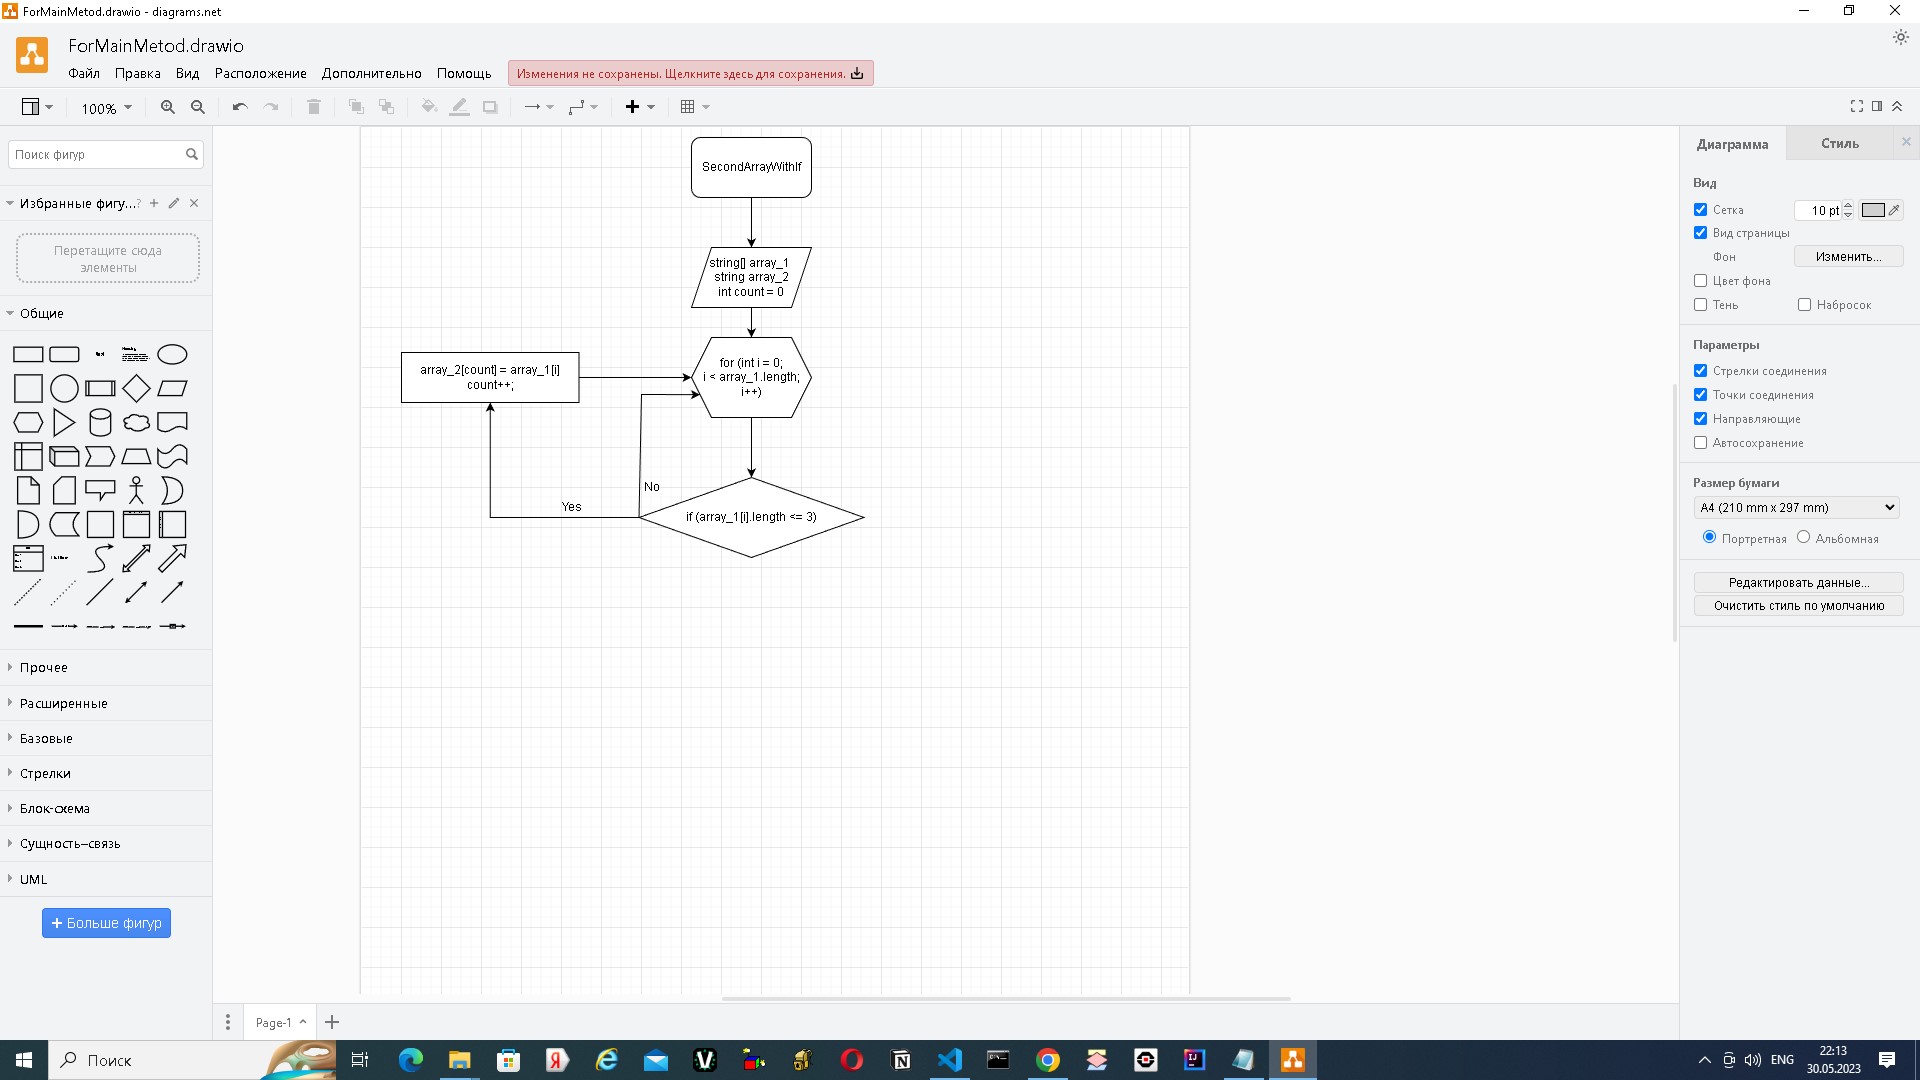 ForMainMetod.drawio - diagrams.net
ForMainMetod.drawio
Файл Правка Вид Расположение Дополнительно Помощь
Изменения не сохранены. Щелкните здесь для сохранения.
100%
Поиск фигур
Избранные фигу...?
Перетащите сюда
элементы
Общие
Прочее
Расширенные
Базовые
Стрелки
Блок-схема
Сущность–связь
UML
+ Больше фигур
SecondArrayWithIf
string[] array_1
string array_2
int count = 0
for (int i = 0;
i < array_1.length;
i++)
array_2[count] = array_1[i]
count++;
No
Yes
if (array_1[i].length <= 3)
Диаграмма
Стиль
Вид
Сетка
10 pt
Вид страницы
Фон
Изменить...
Цвет фона
Тень
Набросок
Параметры
Стрелки соединения
Точки соединения
Направляющие
Автосохранение
Размер бумаги
A4 (210 mm x 297 mm)
Портретная
Альбомная
Редактировать данные...
Очистить стиль по умолчанию
Page-1
Поиск
ENG
22:13
30.05.2023